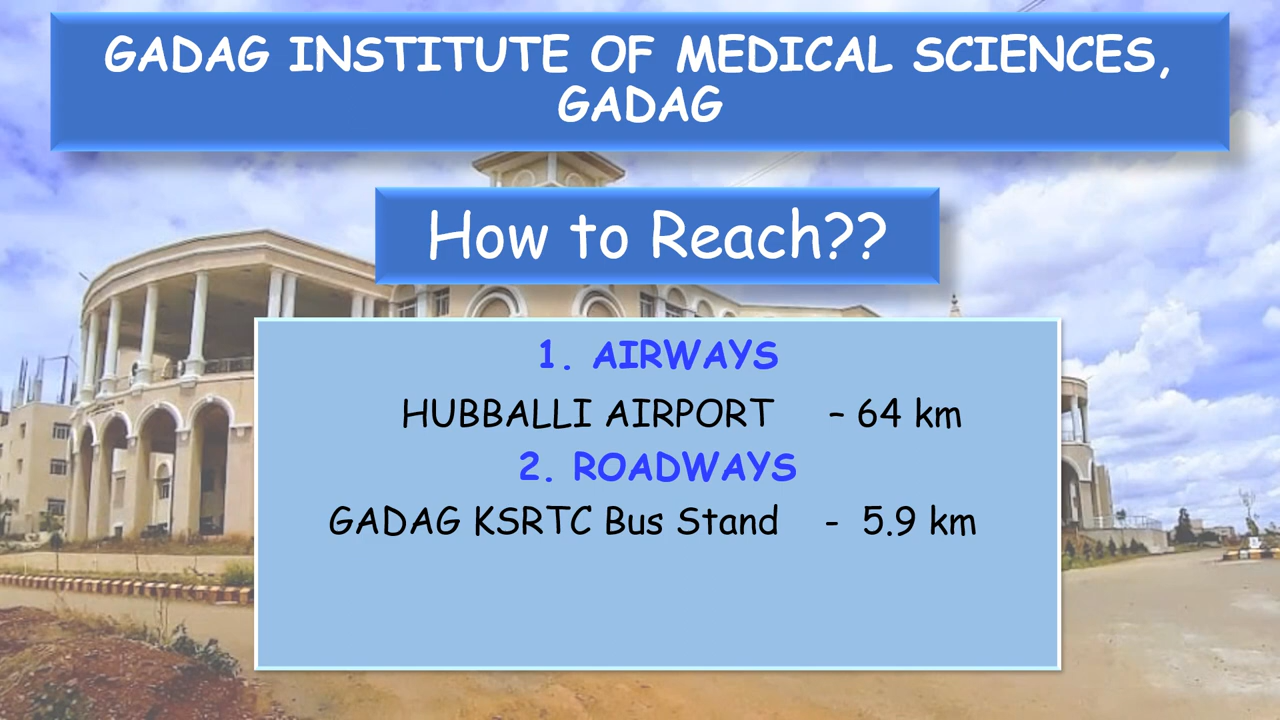 GADAG INSTITUTE OF MEDICAL SCIENCES,
GADAG
How to Reach??
1. AIRWAYS
HUBBALLI AIRPORT – 64 km
2. ROADWAYS
GADAG KSRTC Bus Stand - 5.9 km